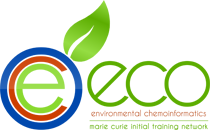 eco
environmental chemoinformatics
marie curie initial training network